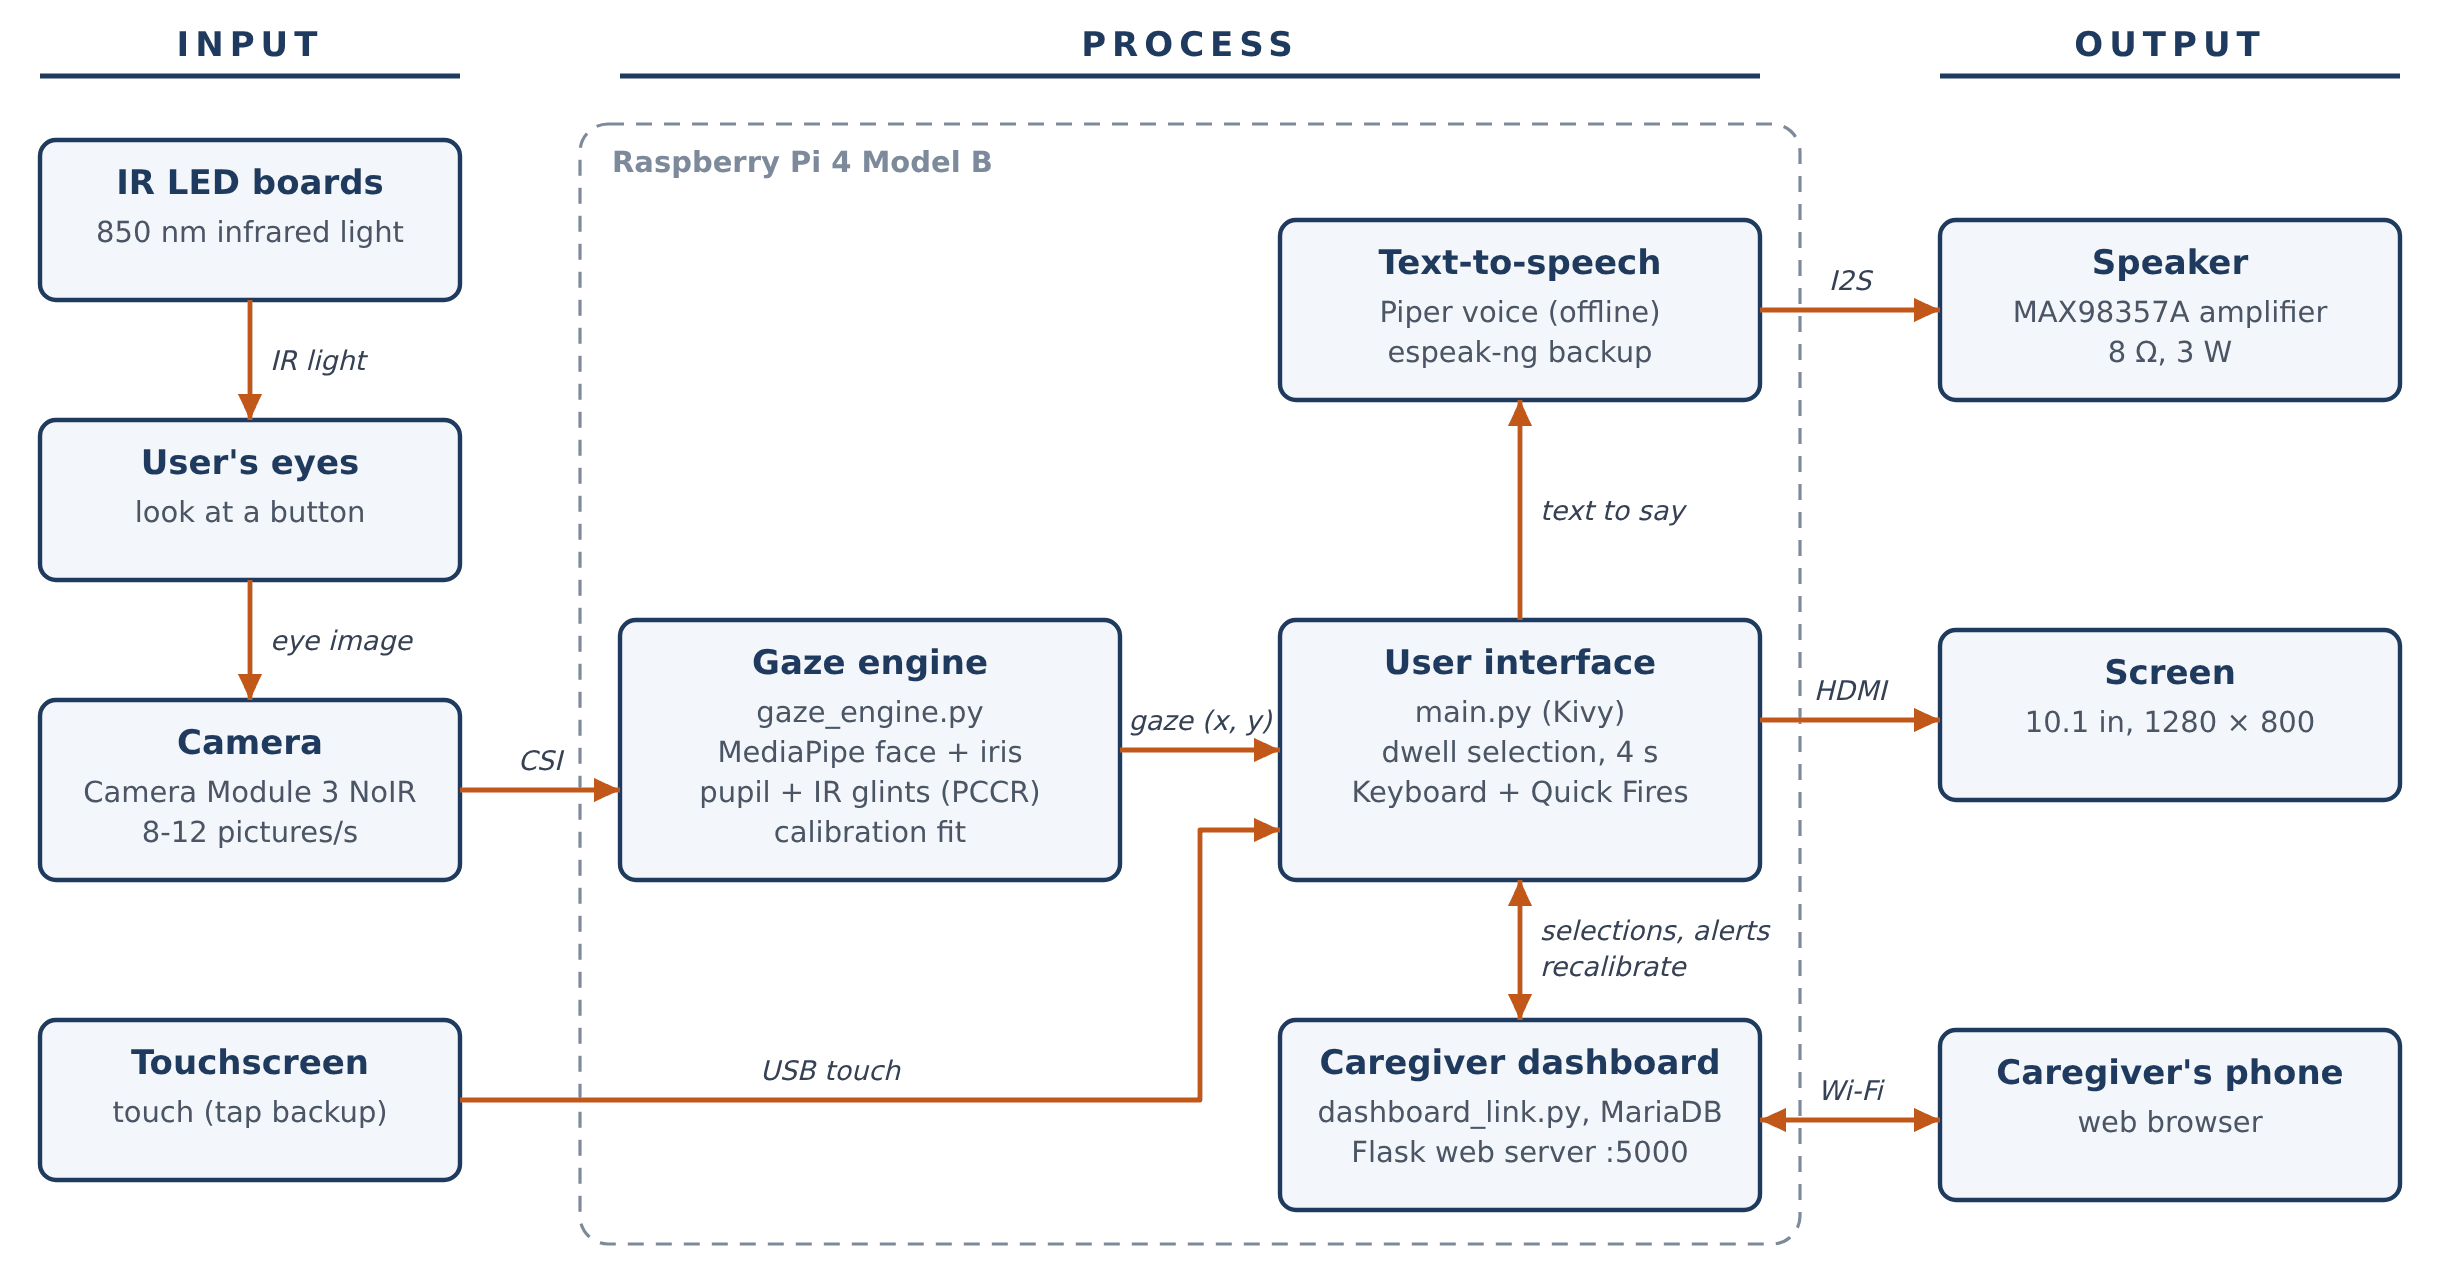 INPUT
PROCESS
OUTPUT
IR LED boards
850 nm infrared light
IR light
User's eyes
look at a button
eye image
Camera
Camera Module 3 NoIR
8-12 pictures/s
CSI
Touchscreen
touch (tap backup)
USB touch
Raspberry Pi 4 Model B
Gaze engine
gaze_engine.py
MediaPipe face + iris
pupil + IR glints (PCCR)
calibration fit
gaze (x, y)
Text-to-speech
Piper voice (offline)
espeak-ng backup
text to say
User interface
main.py (Kivy)
dwell selection, 4 s
Keyboard + Quick Fires
selections, alerts
recalibrate
Caregiver dashboard
dashboard_link.py, MariaDB
Flask web server :5000
I2S
Speaker
MAX98357A amplifier
8 Ω, 3 W
HDMI
Screen
10.1 in, 1280 × 800
Wi-Fi
Caregiver's phone
web browser